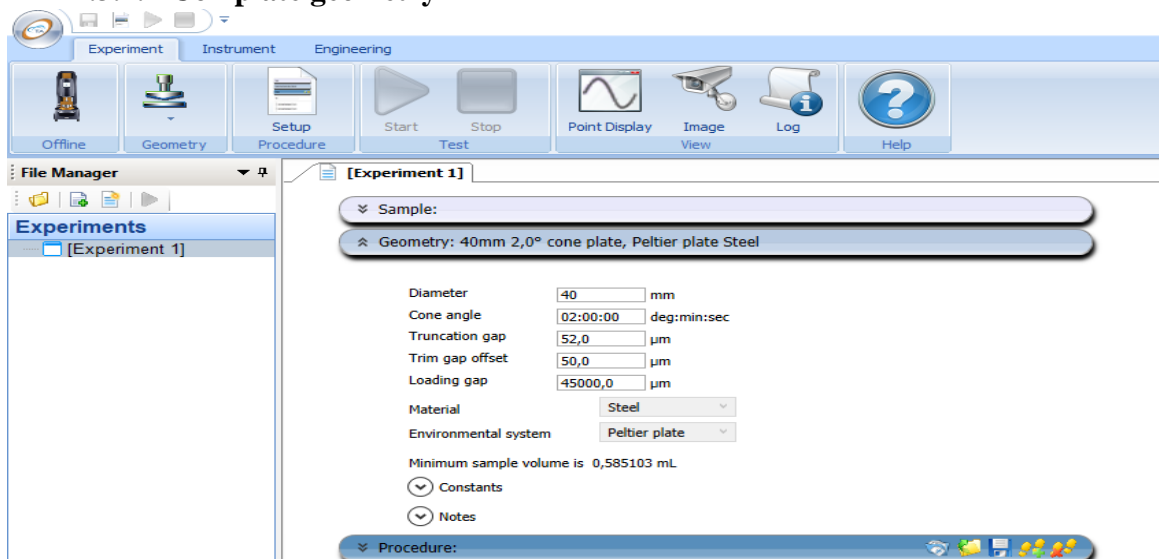 Experiment Instrument Engineering
Setup Start Stop Point Display Image Log
Offline Geometry Procedure Test View Help
File Manager
[Experiment 1]
Experiments
[Experiment 1]
Sample:
Geometry: 40mm 2,0° cone plate, Peltier plate Steel
Diameter 40 mm
Cone angle 02:00:00 deg:min:sec
Truncation gap 52,0 µm
Trim gap offset 50,0 µm
Loading gap 45000,0 µm
Material Steel
Environmental system Peltier plate
Minimum sample volume is 0,585103 mL
Constants
Notes
Procedure: